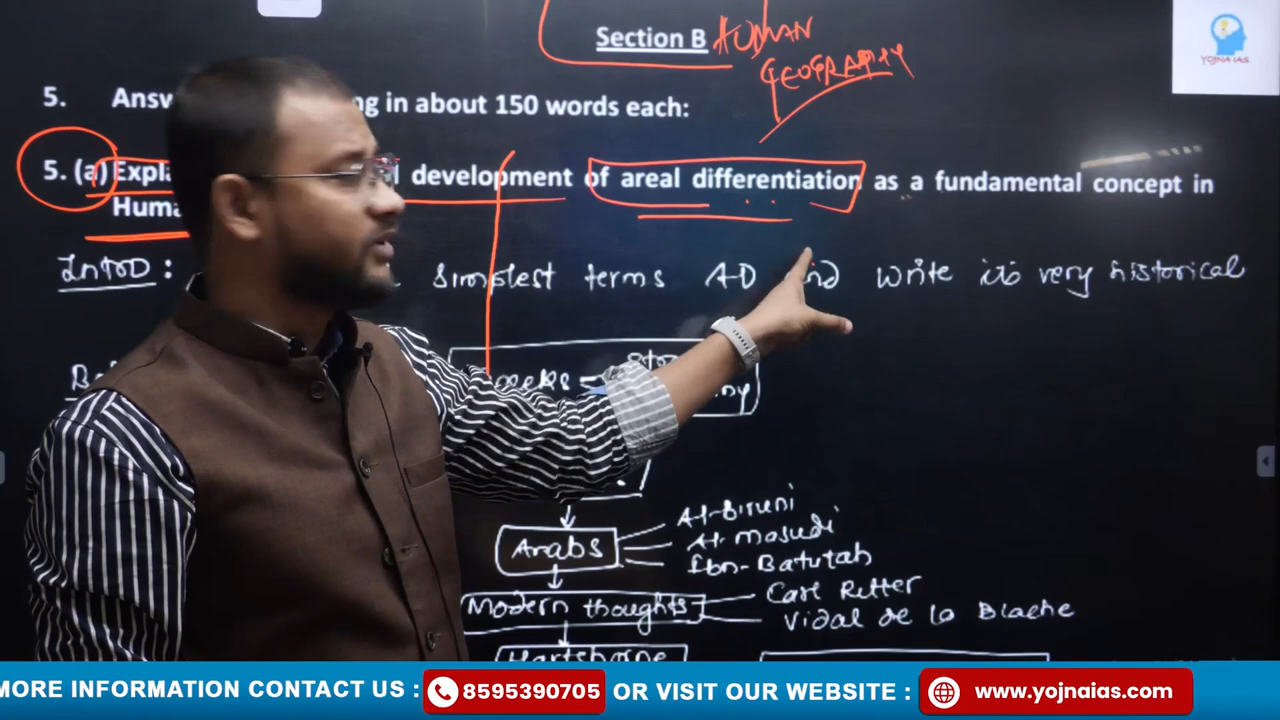 Section B HUMAN
GEOGRAPHY
YOJNA IAS
5. Answ ng in about 150 words each:
5. (a) Expla l development of areal differentiation as a fundamental concept in
Huma
Intro : simplest terms AD and write its very historical
Arabs
Al-Biruni
Al-Masudi
Ibn-Batutah
Modern thoughts
Carl Ritter
Vidal de la Blache
Hartshorne
MORE INFORMATION CONTACT US : 8595390705 OR VISIT OUR WEBSITE : www.yojnaias.com